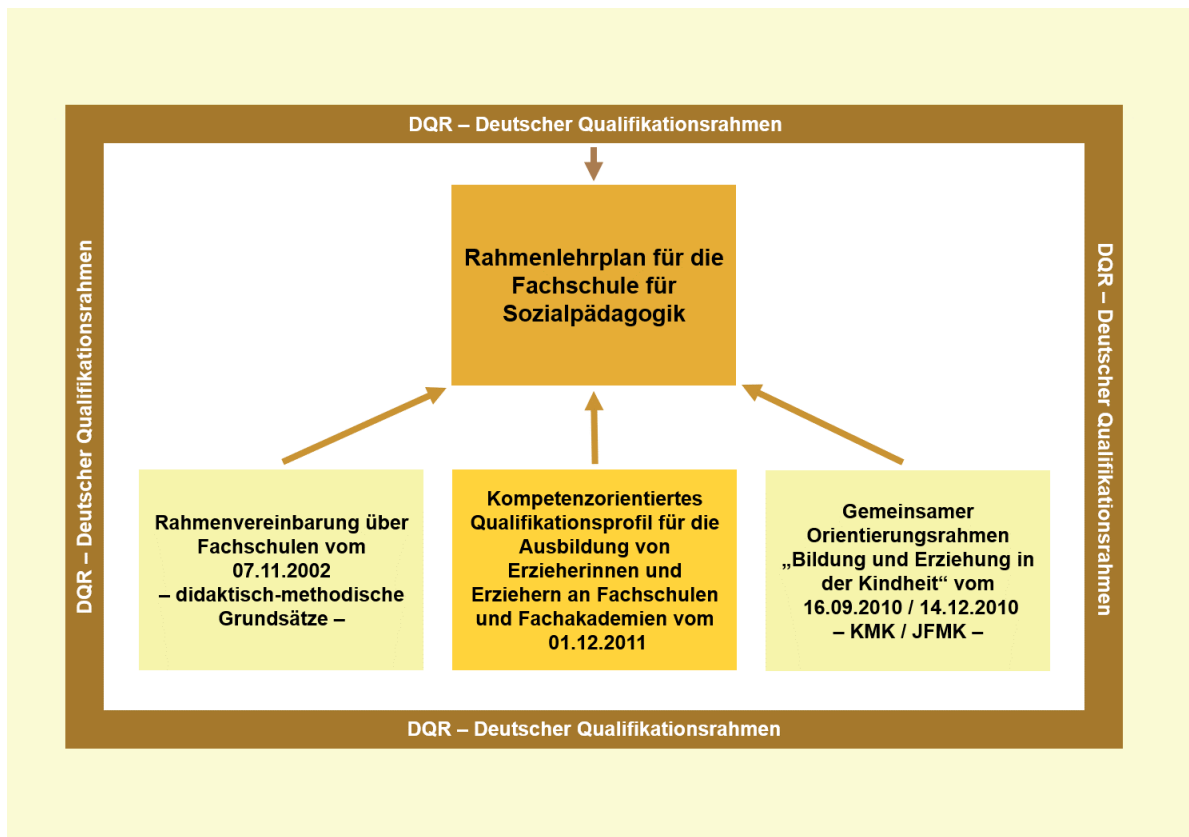 DQR – Deutscher Qualifikationsrahmen
Rahmenlehrplan für die
Fachschule für
Sozialpädagogik
DQR – Deutscher Qualifikationsrahmen
DQR – Deutscher Qualifikationsrahmen
Rahmenvereinbarung über
Fachschulen vom
07.11.2002
– didaktisch-methodische
Grundsätze –
Kompetenzorientiertes
Qualifikationsprofil für die
Ausbildung von
Erzieherinnen und
Erziehern an Fachschulen
und Fachakademien vom
01.12.2011
Gemeinsamer
Orientierungsrahmen
„Bildung und Erziehung in
der Kindheit“ vom
16.09.2010 / 14.12.2010
– KMK / JFMK –
DQR – Deutscher Qualifikationsrahmen